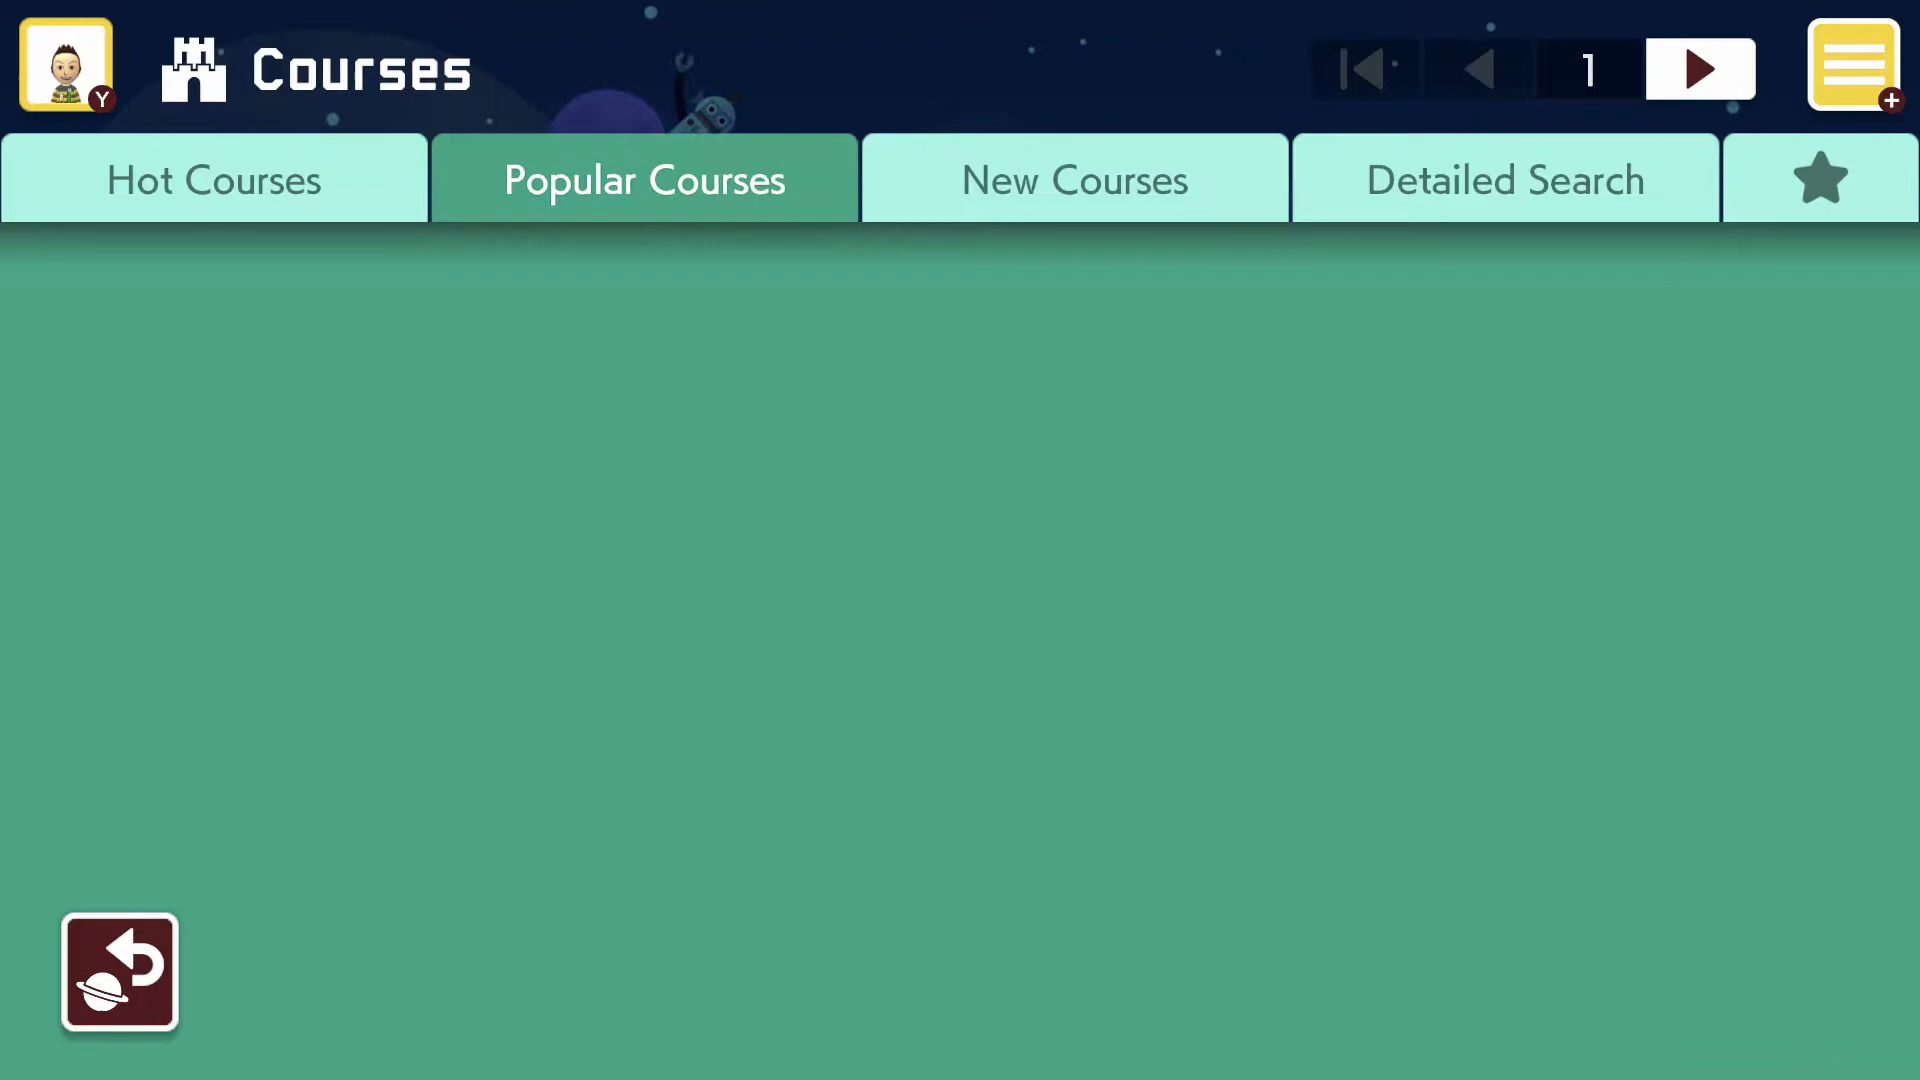 Courses
1
Y
+
Hot Courses
Popular Courses
New Courses
Detailed Search